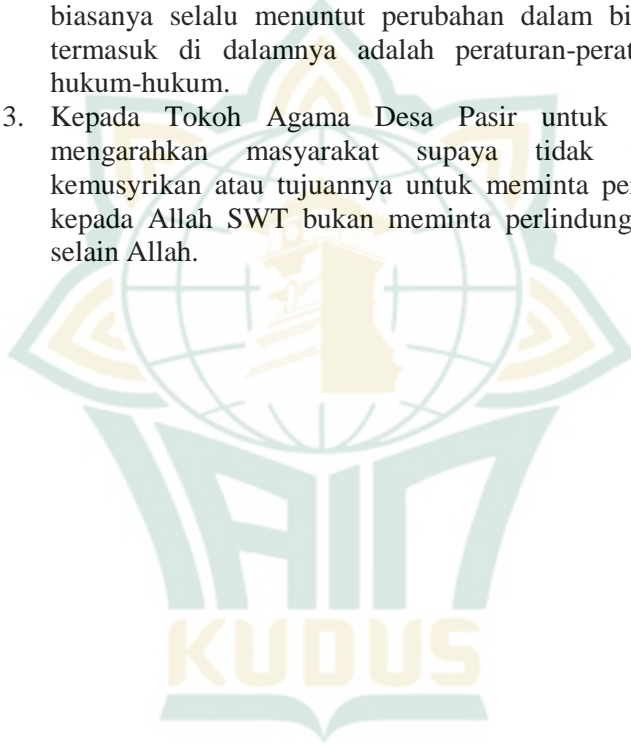 biasanya selalu menuntut perubahan dalam bi
termasuk di dalamnya adalah peraturan-perat
hukum-hukum.
3. Kepada Tokoh Agama Desa Pasir untuk
mengarahkan masyarakat supaya tidak
kemusyrikan atau tujuannya untuk meminta pe
kepada Allah SWT bukan meminta perlindung
selain Allah.
IAIN
KUDUS